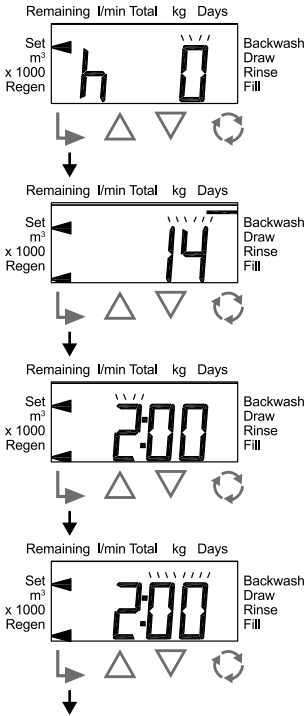 Remaining l/min Total kg Days
Set Backwash
m³ Draw
x 1000 Rinse
Regen Fill
h 0
Remaining l/min Total kg Days
Set Backwash
m³ Draw
x 1000 Rinse
Regen Fill
14
Remaining l/min Total kg Days
Set Backwash
m³ Draw
x 1000 Rinse
Regen Fill
2:00
Remaining l/min Total kg Days
Set Backwash
m³ Draw
x 1000 Rinse
Regen Fill
2:00